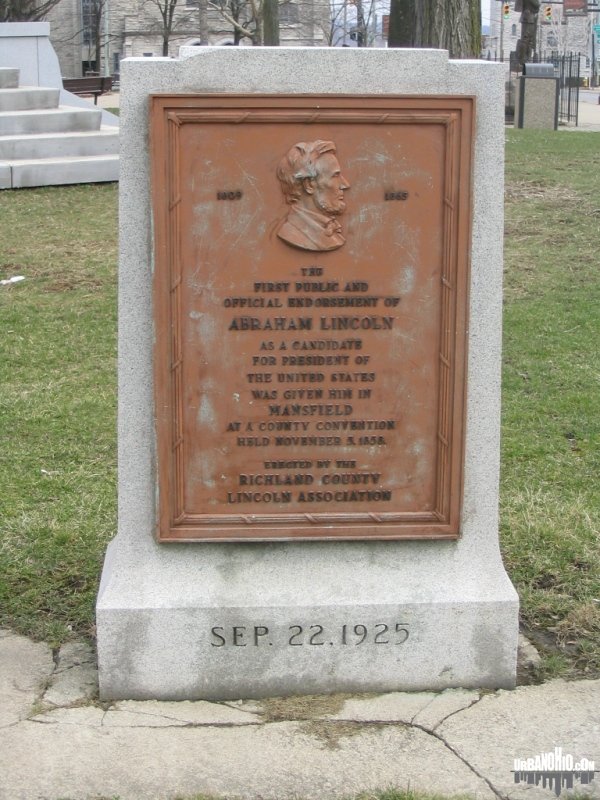 1809 1865
THE
FIRST PUBLIC AND
OFFICIAL ENDORSEMENT OF
ABRAHAM LINCOLN
AS A CANDIDATE
FOR PRESIDENT OF
THE UNITED STATES
WAS GIVEN HIM IN
MANSFIELD
AT A COUNTY CONVENTION
HELD NOVEMBER 5, 1858.
ERECTED BY THE
RICHLAND COUNTY
LINCOLN ASSOCIATION
SEP. 22, 1925
URBANOHIO.COM